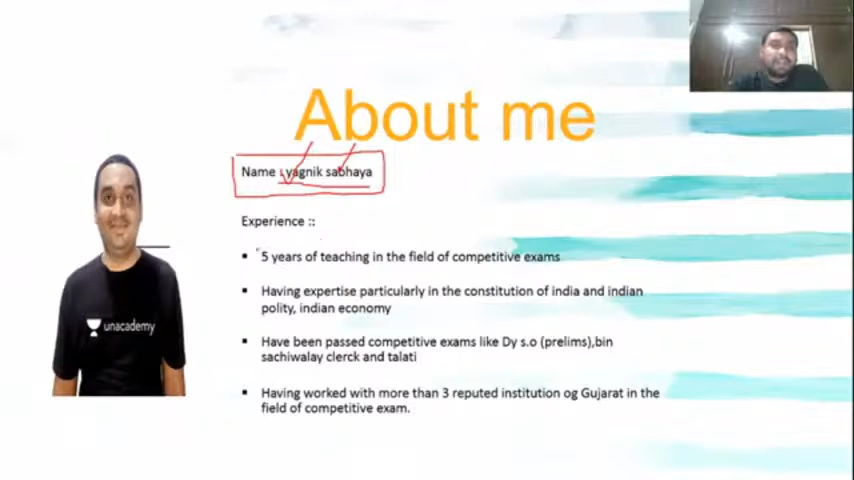 About me
Name : yagnik sabhaya
Experience ::
5 years of teaching in the field of competitive exams
Having expertise particularly in the constitution of india and indian
polity, indian economy
unacademy
Have been passed competitive exams like Dy s.o (prelims),bin
sachiwalay clerck and talati
Having worked with more than 3 reputed institution og Gujarat in the
field of competitive exam.